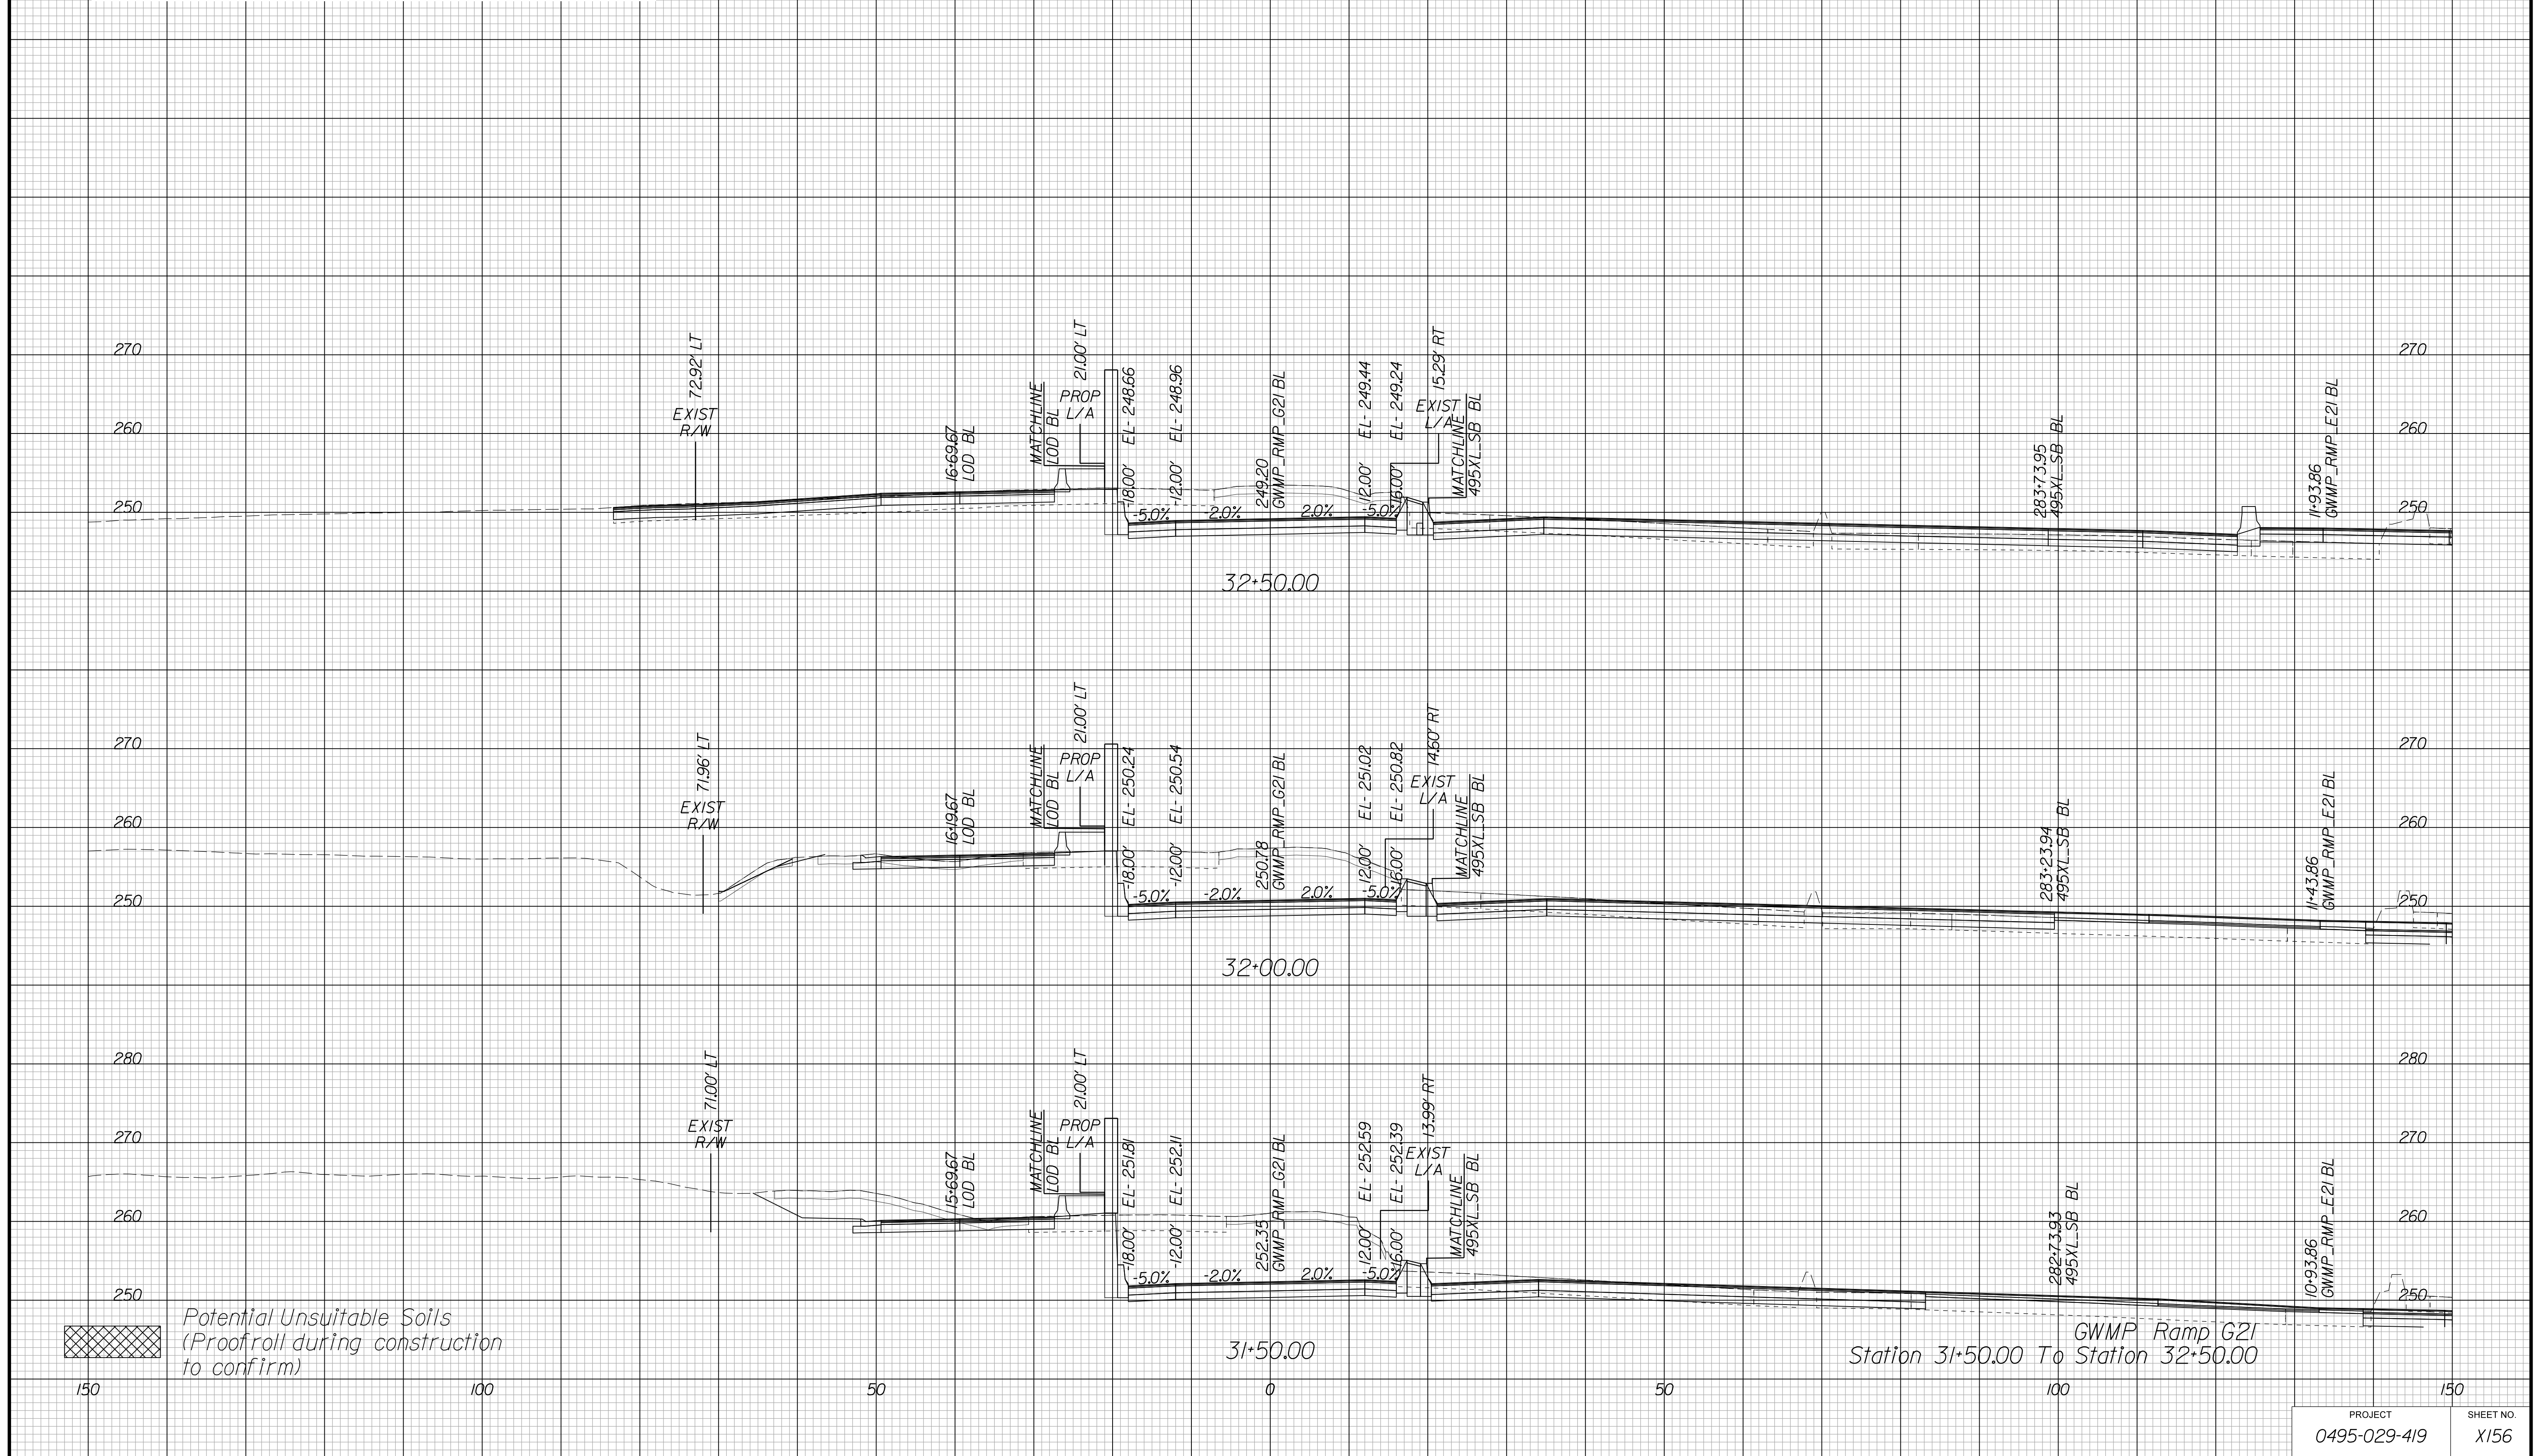 270
260
250
72.92' LT
EXIST
R/W
16+69.67
LOD BL
MATCHLINE
LOD BL
21.00' LT
PROP
L/A
-18.00' EL- 248.66
-12.00' EL- 248.96
249.20
GWMP_RMP_G21 BL
12.00' EL- 249.44
16.00' EL- 249.24
15.29' RT
EXIST
L/A
MATCHLINE
495XL_SB BL
283+73.95
495XL_SB BL
11+93.86
GWMP_RMP_E21 BL
270
260
250
-5.0%
2.0%
2.0%
-5.0%
32+50.00
270
260
250
71.96' LT
EXIST
R/W
16+19.67
LOD BL
MATCHLINE
LOD BL
21.00' LT
PROP
L/A
-18.00' EL- 250.24
-12.00' EL- 250.54
250.78
GWMP_RMP_G21 BL
12.00' EL- 251.02
16.00' EL- 250.82
14.60' RT
EXIST
L/A
MATCHLINE
495XL_SB BL
283+23.94
495XL_SB BL
11+43.86
GWMP_RMP_E21 BL
270
260
250
-5.0%
-2.0%
2.0%
-5.0%
32+00.00
280
270
260
250
71.00' LT
EXIST
R/W
15+69.67
LOD BL
MATCHLINE
LOD BL
21.00' LT
PROP
L/A
-18.00' EL- 251.81
-12.00' EL- 252.11
252.35
GWMP_RMP_G21 BL
12.00' EL- 252.59
16.00' EL- 252.39
13.99' RT
EXIST
L/A
MATCHLINE
495XL_SB BL
282+73.93
495XL_SB BL
10+93.86
GWMP_RMP_E21 BL
280
270
260
250
-5.0%
-2.0%
2.0%
-5.0%
31+50.00
Potential Unsuitable Soils
(Proofroll during construction
to confirm)
GWMP Ramp G21
Station 31+50.00 To Station 32+50.00
150 100 50 0 50 100 150
PROJECT
0495-029-419
SHEET NO.
X156